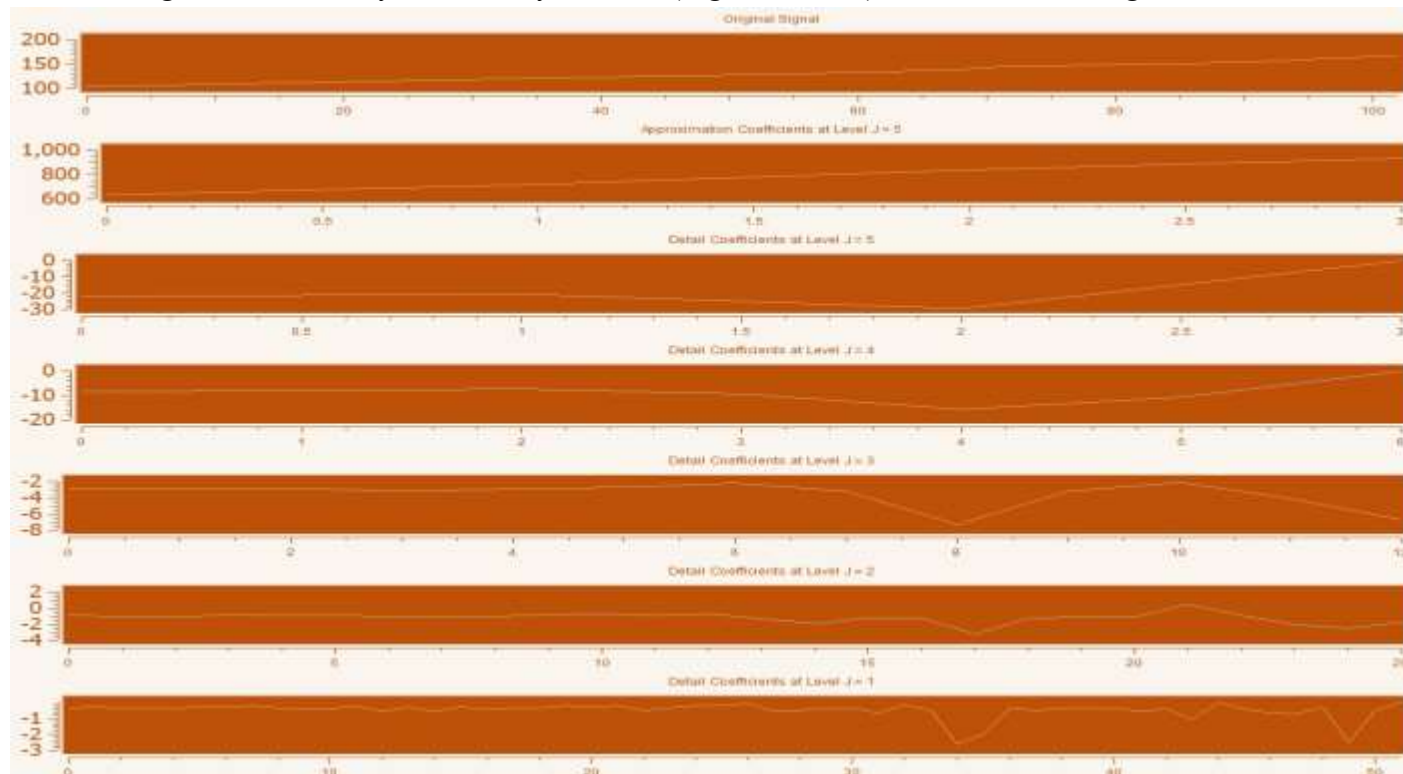 Original Signal
200
150
100
0 20 40 60 80 100
Approximation Coefficients at Level J = 5
1,000
800
600
0 0.5 1 1.5 2 2.5 3
Detail Coefficients at Level J = 5
0
-10
-20
-30
0 0.5 1 1.5 2 2.5 3
Detail Coefficients at Level J = 4
0
-10
-20
0 1 2 3 4 5 6
Detail Coefficients at Level J = 3
-2
-4
-6
-8
0 2 4 6 8 10
Detail Coefficients at Level J = 2
2
0
-2
-4
0 5 10 15 20
Detail Coefficients at Level J = 1
-1
-2
-3
0 10 20 30 40 50